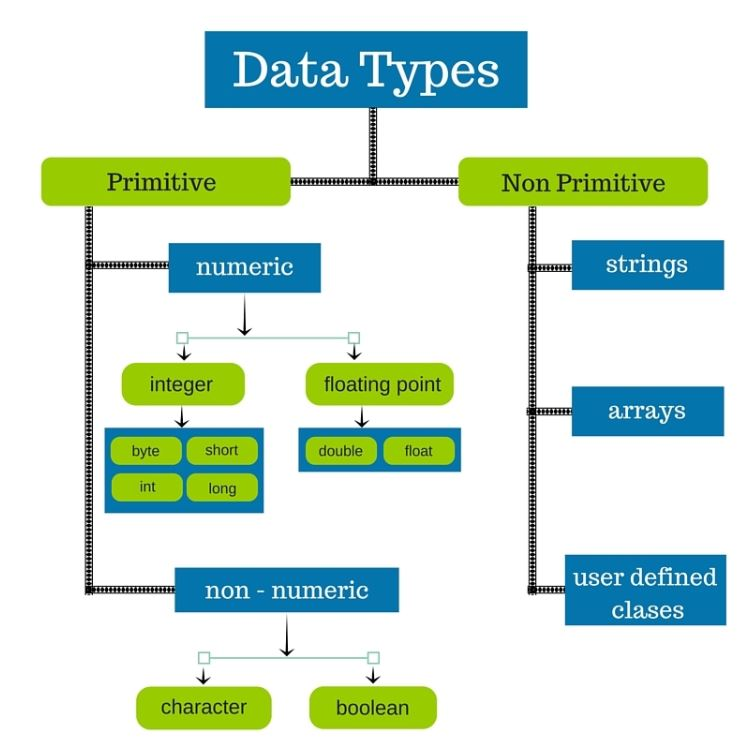 Data Types
Primitive
Non Primitive
numeric
strings
integer
floating point
arrays
byte
short
double
float
int
long
non - numeric
user defined
clases
character
boolean